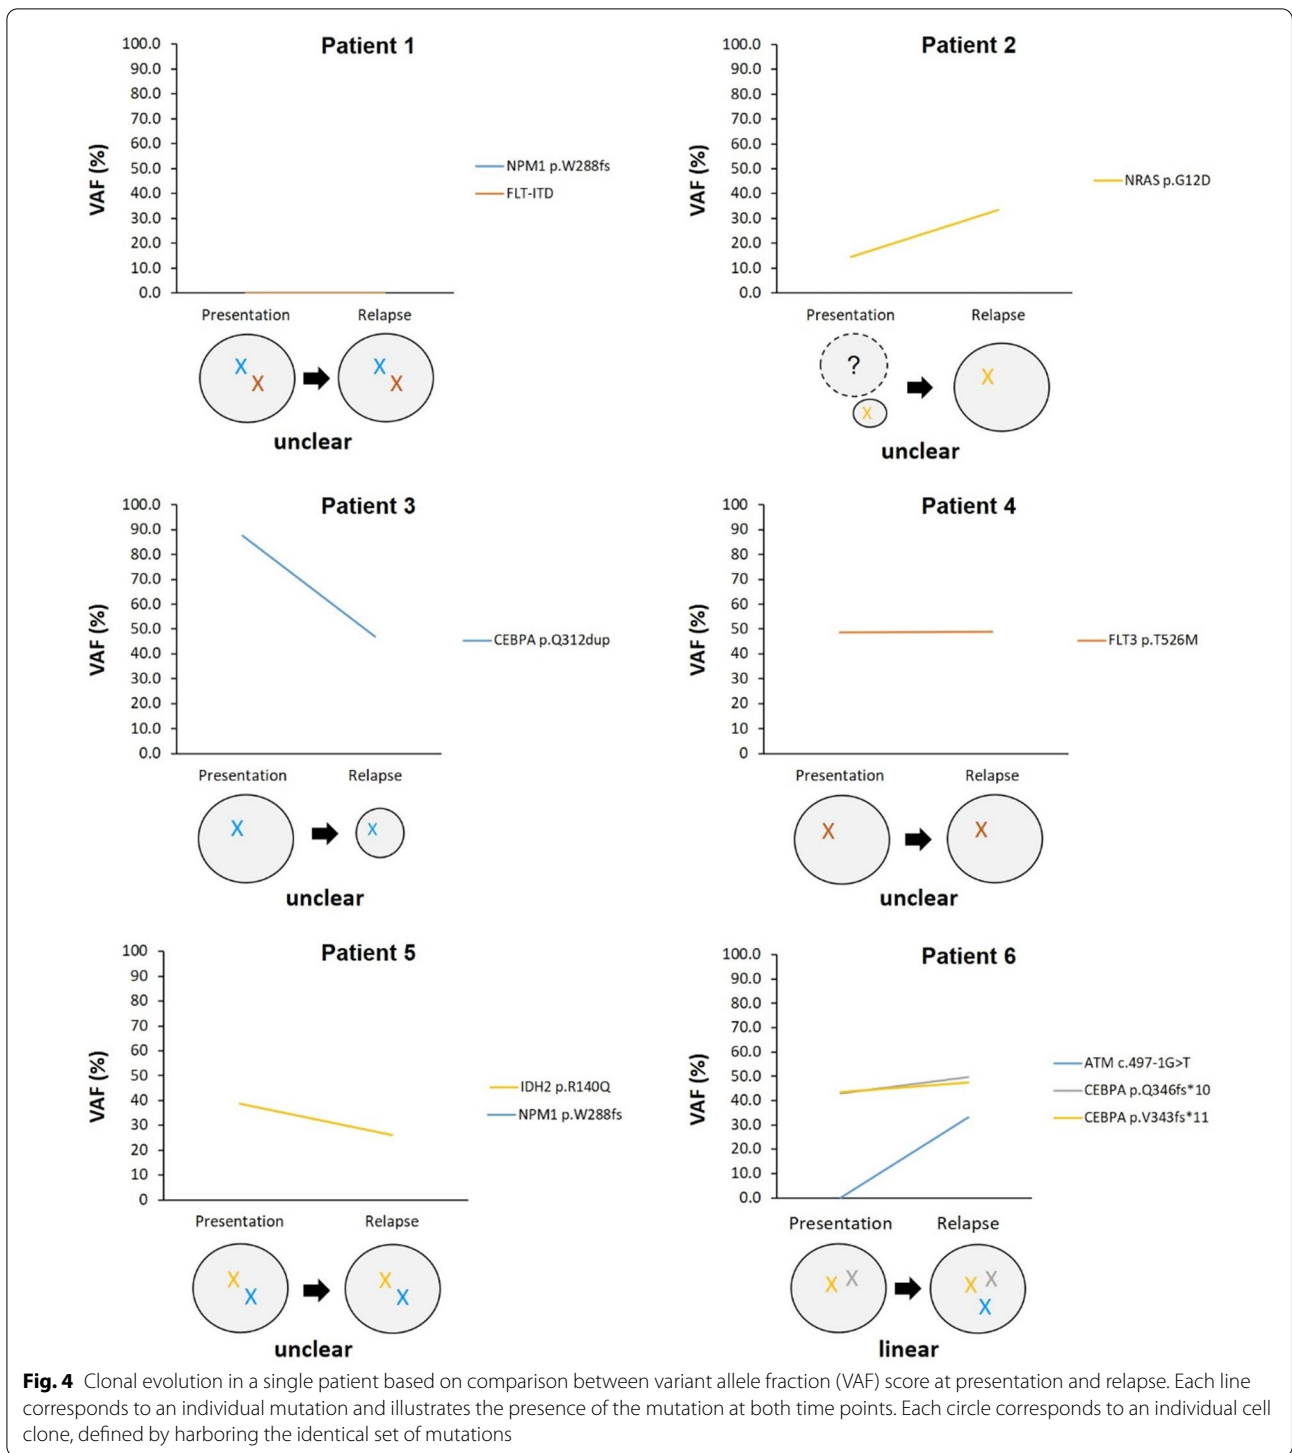 Patient 1
100.0
90.0
80.0
70.0
60.0
50.0
40.0
30.0
20.0
10.0
0.0
VAF (%)
NPM1 p.W288fs
FLT-ITD
Presentation
Relapse
X
X
X
X
unclear
Patient 2
100.0
90.0
80.0
70.0
60.0
50.0
40.0
30.0
20.0
10.0
0.0
VAF (%)
NRAS p.G12D
Presentation
Relapse
?
X
X
unclear
Patient 3
100.0
90.0
80.0
70.0
60.0
50.0
40.0
30.0
20.0
10.0
0.0
VAF (%)
CEBPA p.Q312dup
Presentation
Relapse
X
X
unclear
Patient 4
100
90
80
70
60
50
40
30
20
10
0
VAF (%)
FLT3 p.T526M
Presentation
Relapse
X
X
unclear
Patient 5
100
90
80
70
60
50
40
30
20
10
0
VAF (%)
IDH2 p.R140Q
NPM1 p.W288fs
Presentation
Relapse
X
X
X
X
unclear
Patient 6
100.0
90.0
80.0
70.0
60.0
50.0
40.0
30.0
20.0
10.0
0.0
VAF (%)
ATM c.497-1G>T
CEBPA p.Q346fs*10
CEBPA p.V343fs*11
Presentation
Relapse
X
X
X
X
X
linear
Fig. 4 Clonal evolution in a single patient based on comparison between variant allele fraction (VAF) score at presentation and relapse. Each line
corresponds to an individual mutation and illustrates the presence of the mutation at both time points. Each circle corresponds to an individual cell
clone, defined by harboring the identical set of mutations